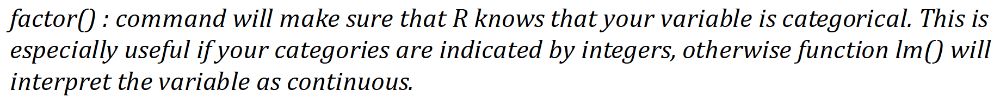 factor() : command will make sure that R knows that your variable is categorical. This is
especially useful if your categories are indicated by integers, otherwise function lm() will
interpret the variable as continuous.